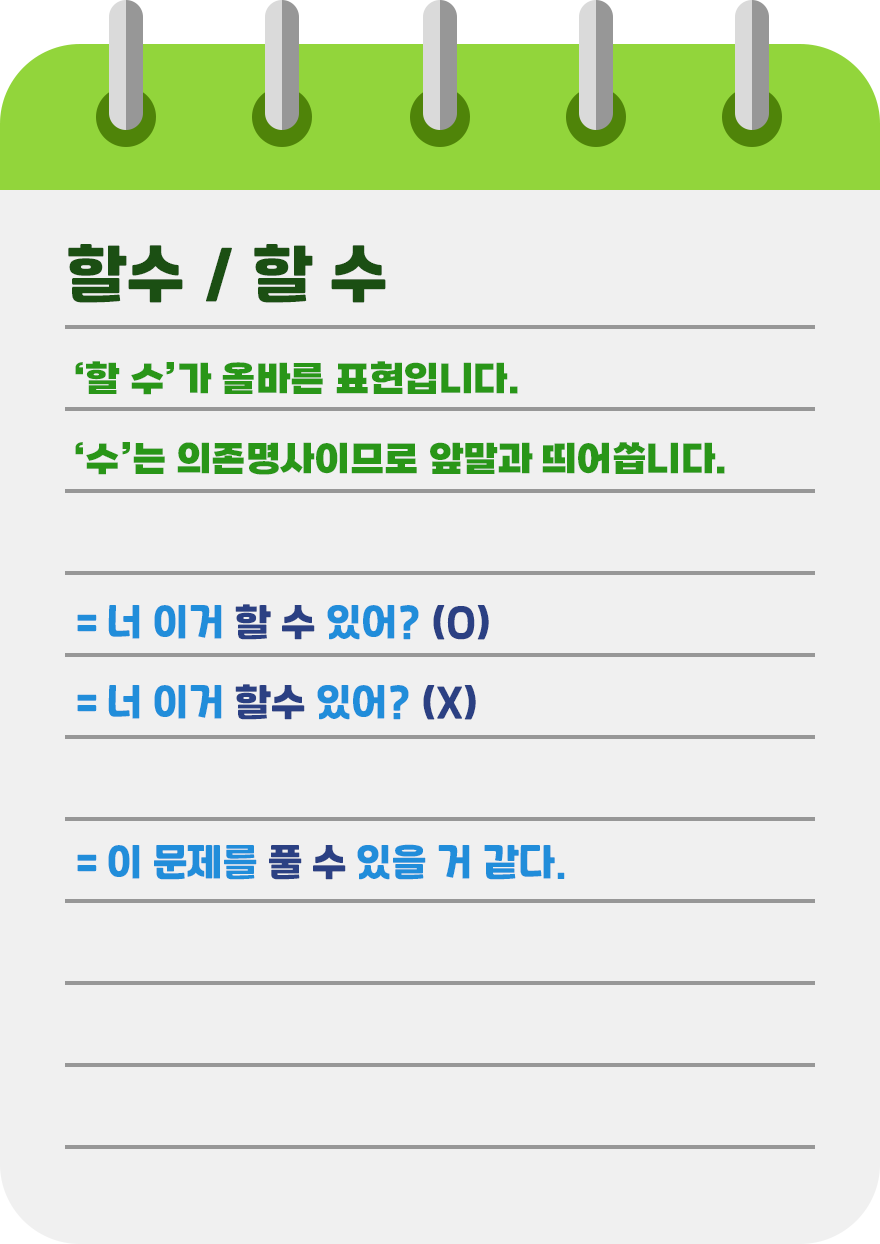 할수 / 할 수
‘할 수’가 올바른 표현입니다.
‘수’는 의존명사이므로 앞말과 띄어씁니다.
= 너 이거 할 수 있어? (O)
= 너 이거 할수 있어? (X)
= 이 문제를 풀 수 있을 거 같다.